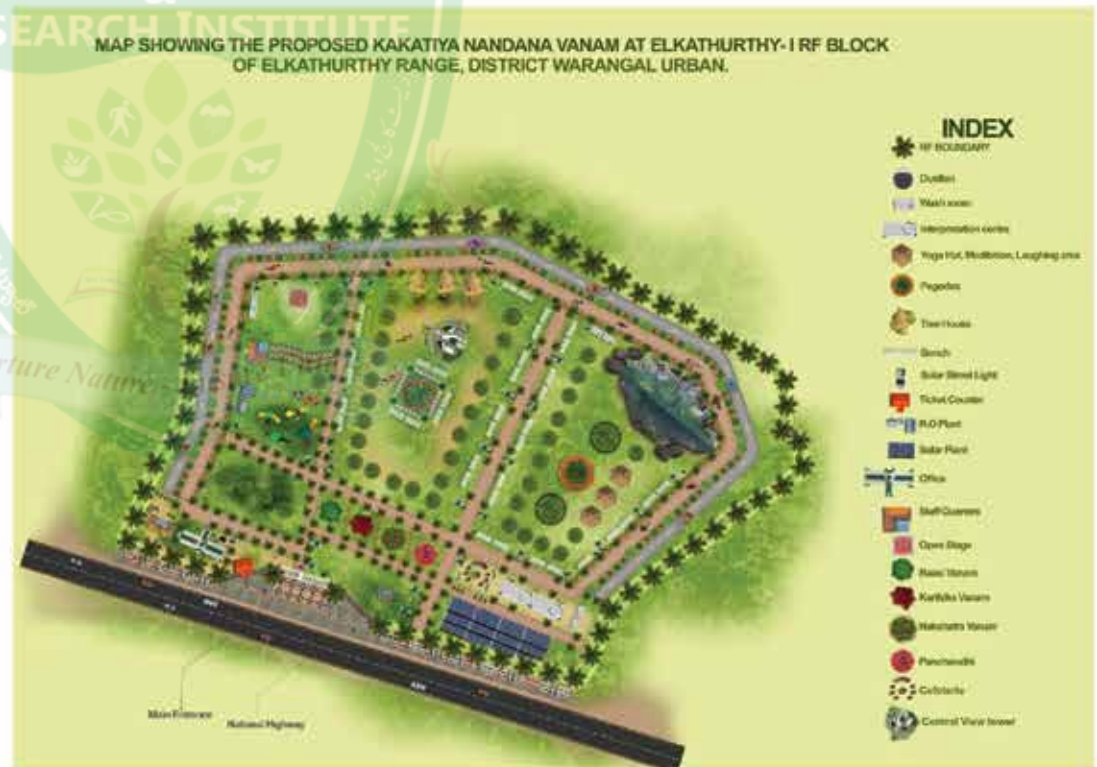 SEARCH INSTITUTE
MAP SHOWING THE PROPOSED KAKATIYA NANDANA VANAM AT ELKATHURTHY- I RF BLOCK
OF ELKATHURTHY RANGE, DISTRICT WARANGAL URBAN.
INDEX
RF BOUNDARY
Dustbin
Wash room
Interpretation centre
Yoga Hut, Meditation, Laughing area
Pagodas
Tree House
Bench
Solar Street Light
Ticket Counter
R.O Plant
Solar Plant
Office
Staff Quarters
Open Stage
Raasi Vanam
Karthika Vanam
Nakshatra Vanam
Panchavathi
Cafeteria
Central View tower
rture Nature
Main Entrance
National Highway